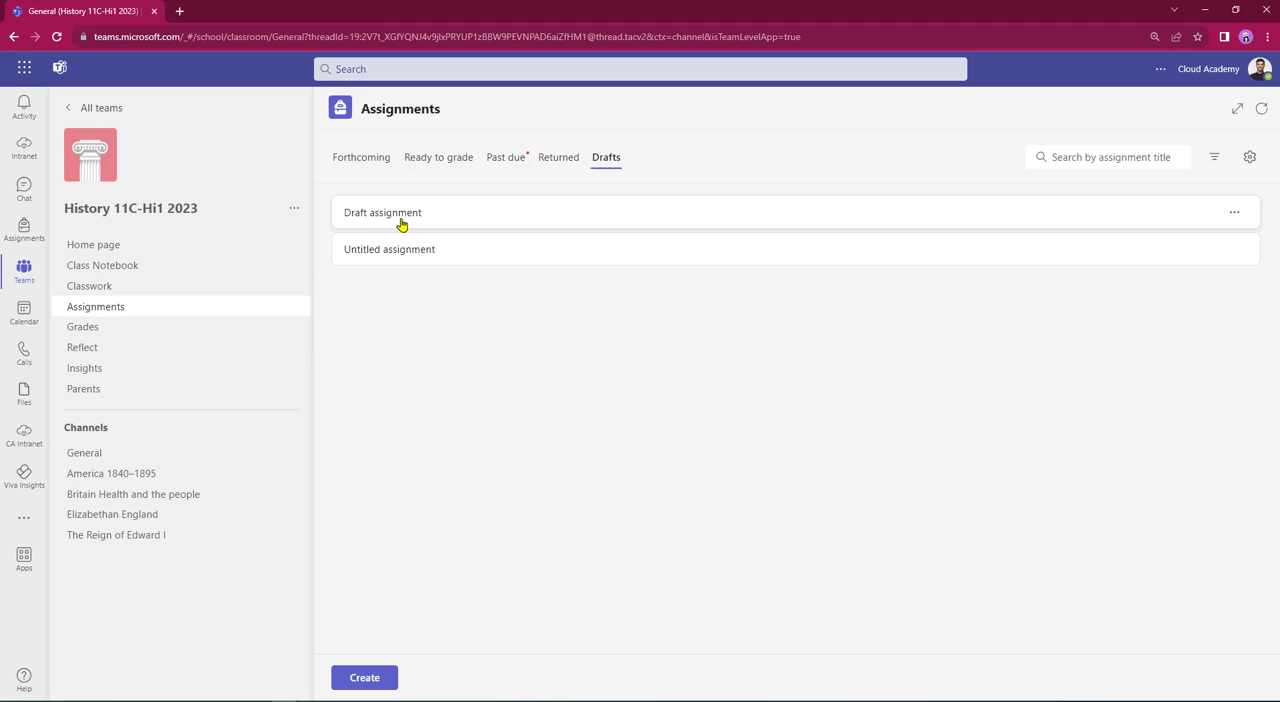 General (History 11C-Hi1 2023) |
teams.microsoft.com/_#/school/classroom/General?threadId=19:2V7t_XGfYQNJ4v9jlxPRYUP1zBBW9PEVNPAD6aiZfHM1@thread.tacv2&ctx=channel&isTeamLevelApp=true
Search
Cloud Academy
Activity
Intranet
Chat
Assignments
Teams
Calendar
Calls
Files
CA Intranet
Viva Insights
Apps
Help
All teams
History 11C-Hi1 2023
Home page
Class Notebook
Classwork
Assignments
Grades
Reflect
Insights
Parents
Channels
General
America 1840–1895
Britain Health and the people
Elizabethan England
The Reign of Edward I
Assignments
Forthcoming Ready to grade Past due Returned Drafts
Search by assignment title
Draft assignment
Untitled assignment
Create